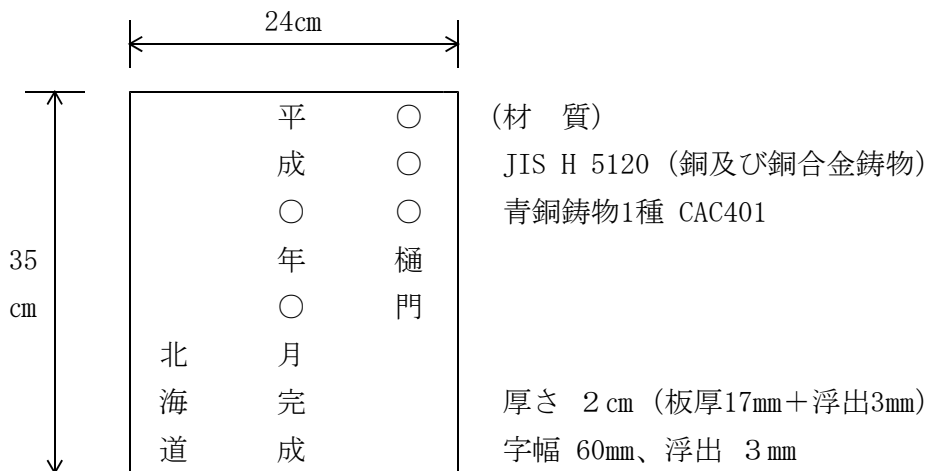 24cm
35
cm
○○○樋門
平成○年○月完成
北海道
(材　質)
JIS H 5120 (銅及び銅合金鋳物)
青銅鋳物1種 CAC401
厚さ ２cm (板厚17mm＋浮出3mm)
字幅 60mm、浮出 ３mm